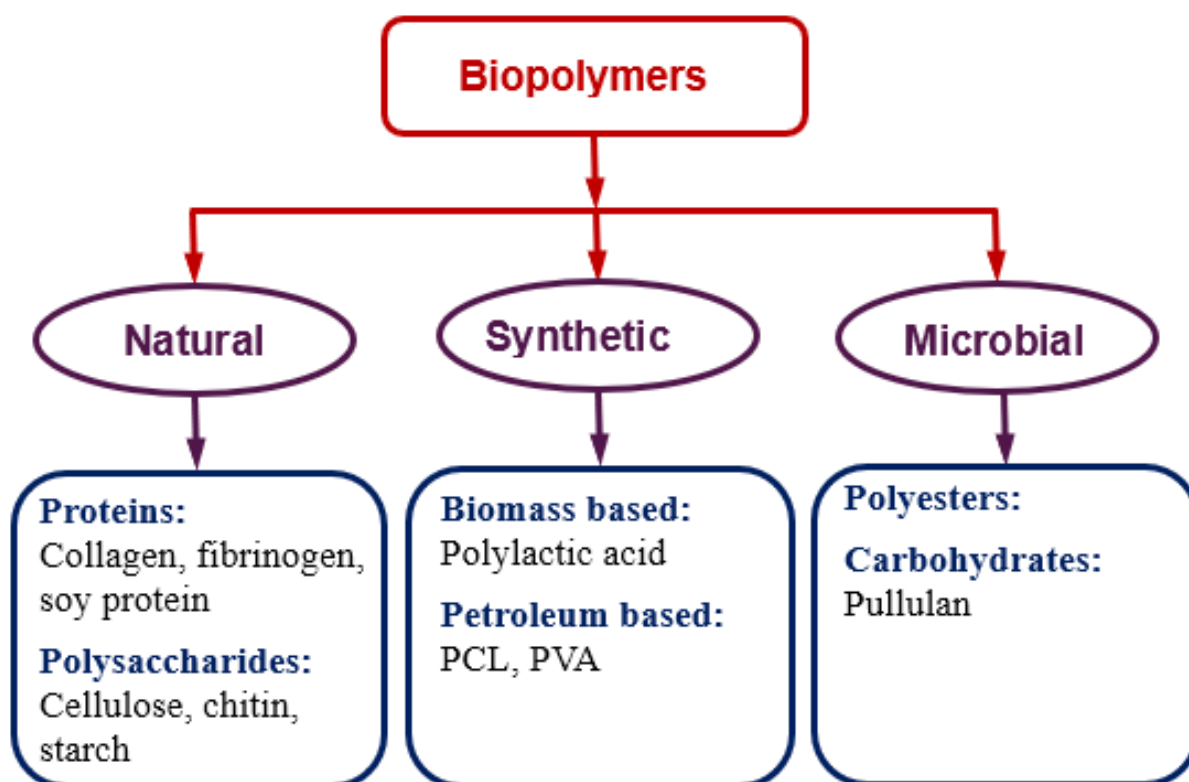 Biopolymers
Natural
Synthetic
Microbial
Proteins:
Collagen, fibrinogen,
soy protein
Polysaccharides:
Cellulose, chitin,
starch
Biomass based:
Polylactic acid
Petroleum based:
PCL, PVA
Polyesters:
Carbohydrates:
Pullulan